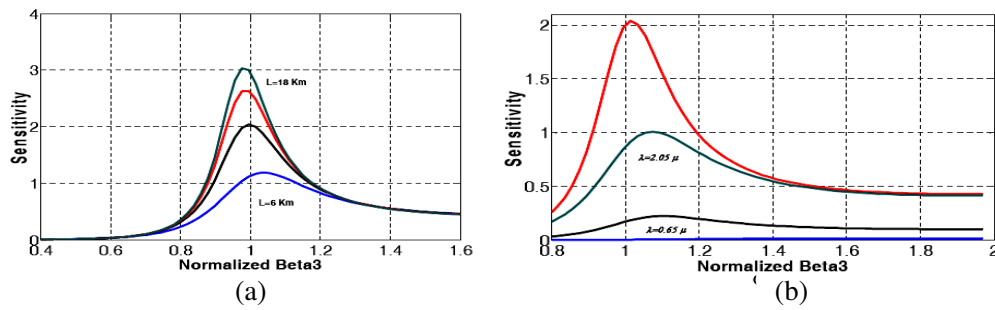 4
3
2
1
0
Sensitivity
L=18 Km
L=6 Km
0.4 0.6 0.8 1 1.2 1.4 1.6
Normalized Beta3
(a)
2
1.5
1
0.5
0
Sensitivity
λ=2.05 μ
λ=0.65 μ
0.8 1 1.2 1.4 1.6 1.8 2
Normalized Beta3
(b)